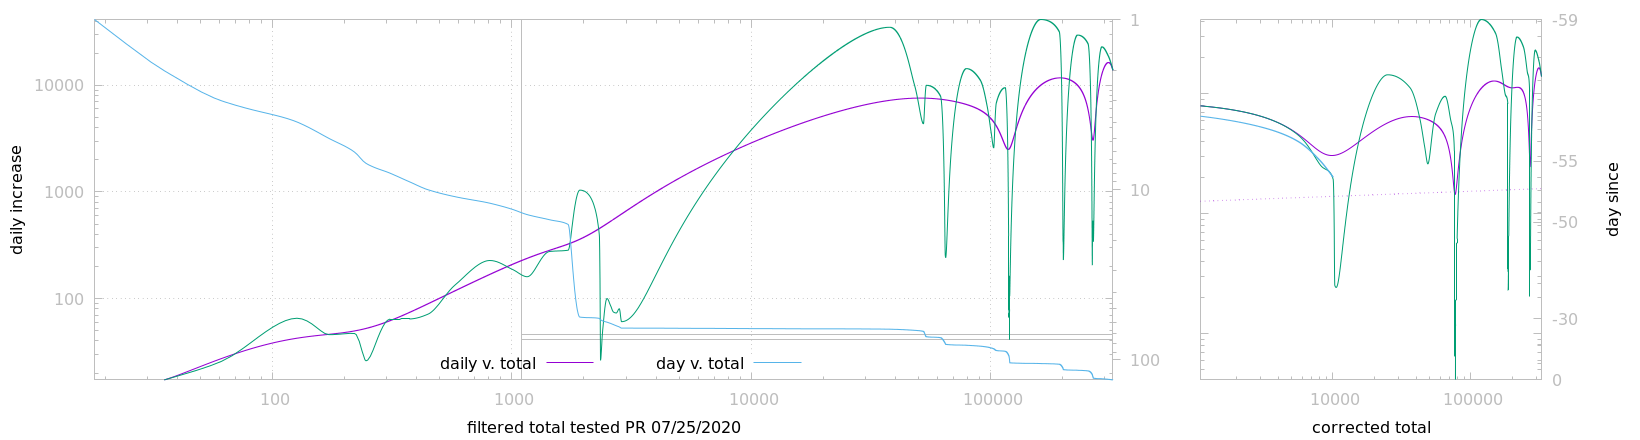 1
-59
10000
daily increase
1000
10
-55
-50
day since
100
-30
daily v. total
day v. total
100
0
100
1000
10000
100000
10000
100000
filtered total tested PR 07/25/2020
corrected total